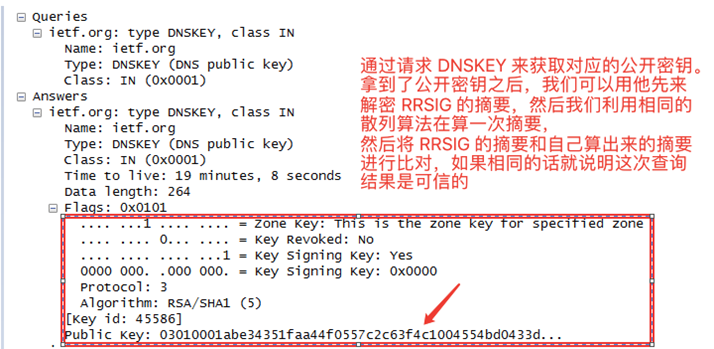 Queries
ietf.org: type DNSKEY, class IN
Name: ietf.org
Type: DNSKEY (DNS public key)
Class: IN (0x0001)
Answers
ietf.org: type DNSKEY, class IN
Name: ietf.org
Type: DNSKEY (DNS public key)
Class: IN (0x0001)
Time to live: 19 minutes, 8 seconds
Data length: 264
Flags: 0x0101
.... ...1 .... .... = Zone Key: This is the zone key for specified zone
.... .... 0... .... = Key Revoked: No
.... .... .... ...1 = Key Signing Key: Yes
0000 000. .000 000. = Key Signing Key: 0x0000
Protocol: 3
Algorithm: RSA/SHA1 (5)
[Key id: 45586]
Public Key: 03010001abe34351faa44f0557c2c63f4c1004554bd0433d...
通过请求 DNSKEY 来获取对应的公开密钥。
拿到了公开密钥之后，我们可以用他先来
解密 RRSIG 的摘要，然后我们利用相同的
散列算法在算一次摘要，
然后将 RRSIG 的摘要和自己算出来的摘要
进行比对，如果相同的话就说明这次查询
结果是可信的